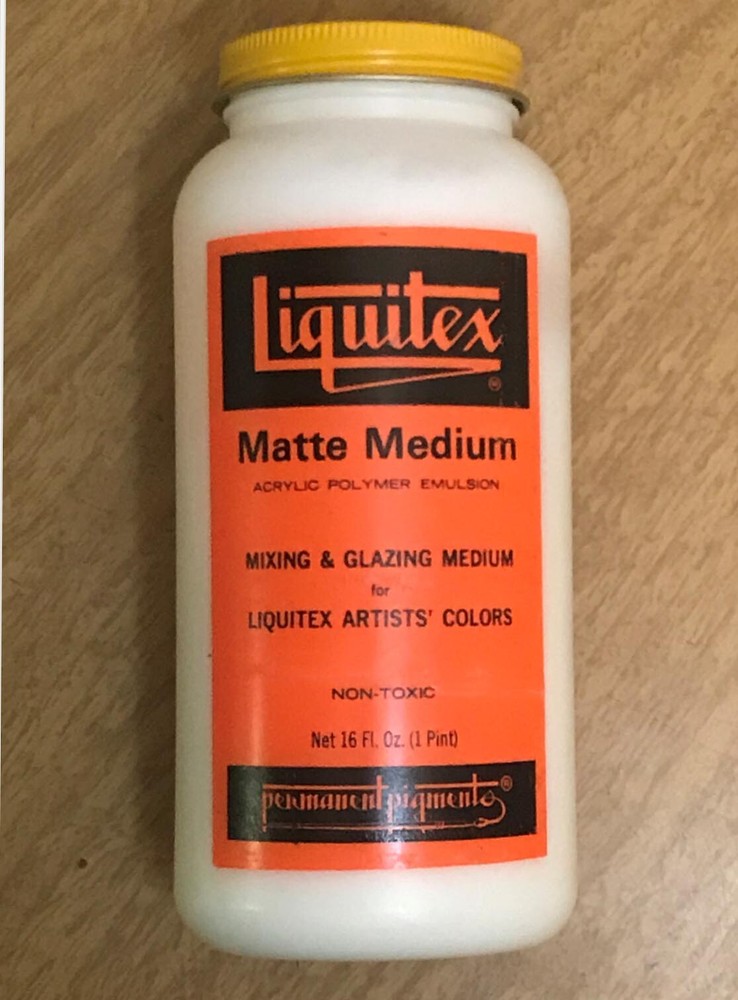 Liquitex®
Matte Medium
ACRYLIC POLYMER EMULSION
MIXING & GLAZING MEDIUM
for
LIQUITEX ARTISTS' COLORS
NON-TOXIC
Net 16 Fl. Oz. (1 Pint)
permanent pigments®